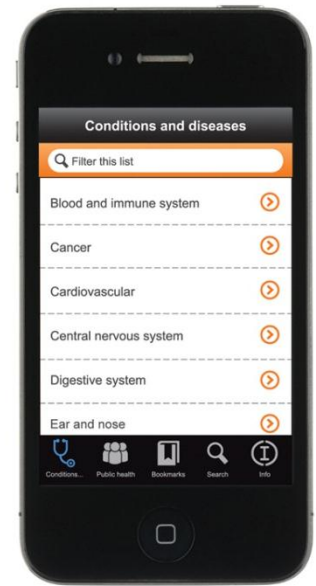 Conditions and diseases
Filter this list
Blood and immune system
Cancer
Cardiovascular
Central nervous system
Digestive system
Ear and nose
Conditions... Public health Bookmarks Search Info